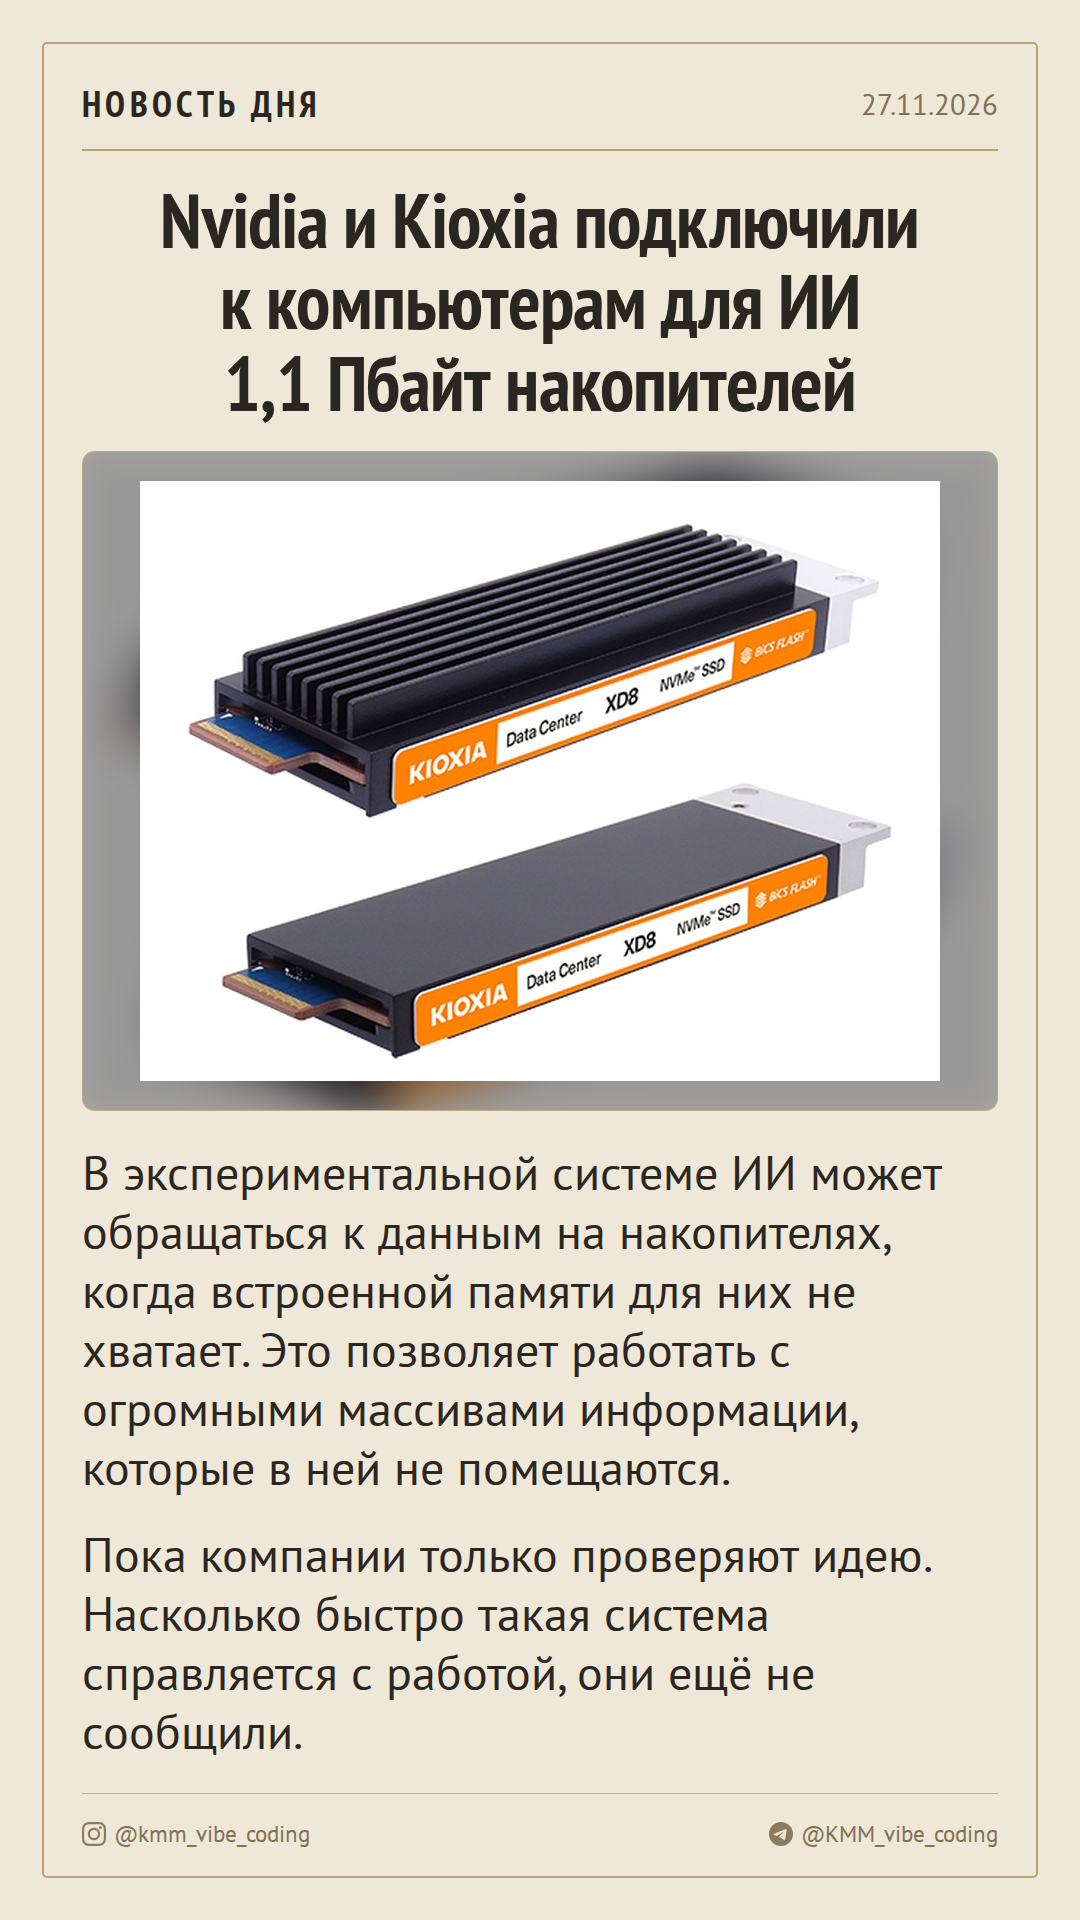 НОВОСТЬ ДНЯ
27.11.2026
Nvidia и Kioxia подключили
к компьютерам для ИИ
1,1 Пбайт накопителей
KIOXIA Data Center XD8 NVMe™ SSD BiCS FLASH™
KIOXIA Data Center XD8 NVMe™ SSD BiCS FLASH™
В экспериментальной системе ИИ может
обращаться к данным на накопителях,
когда встроенной памяти для них не
хватает. Это позволяет работать с
огромными массивами информации,
которые в ней не помещаются.
Пока компании только проверяют идею.
Насколько быстро такая система
справляется с работой, они ещё не
сообщили.
@kmm_vibe_coding
@KMM_vibe_coding